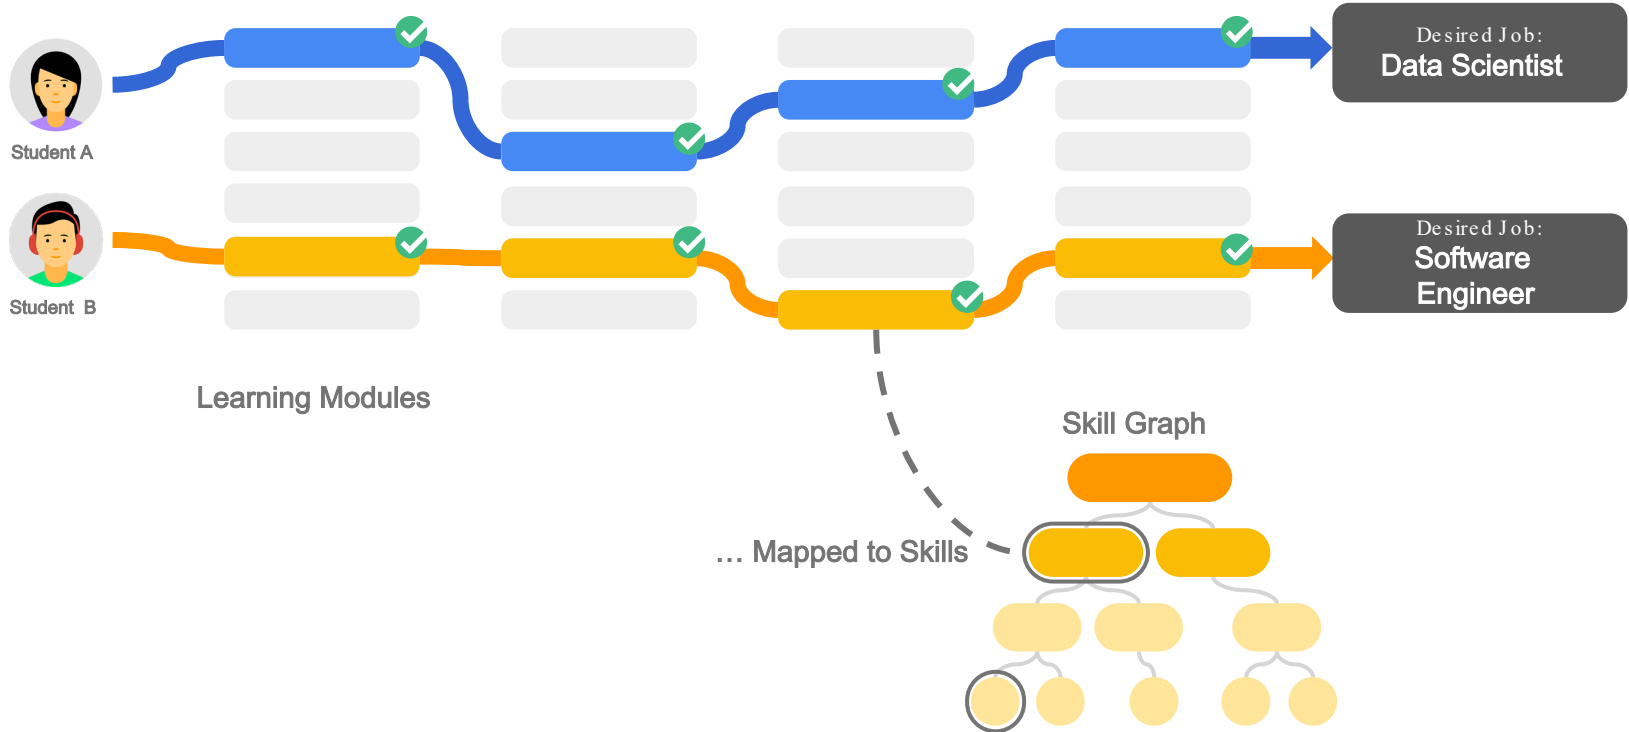 Desired Job:
Data Scientist
Student A
Desired Job:
Software
Engineer
Student B
Learning Modules
Skill Graph
... Mapped to Skills